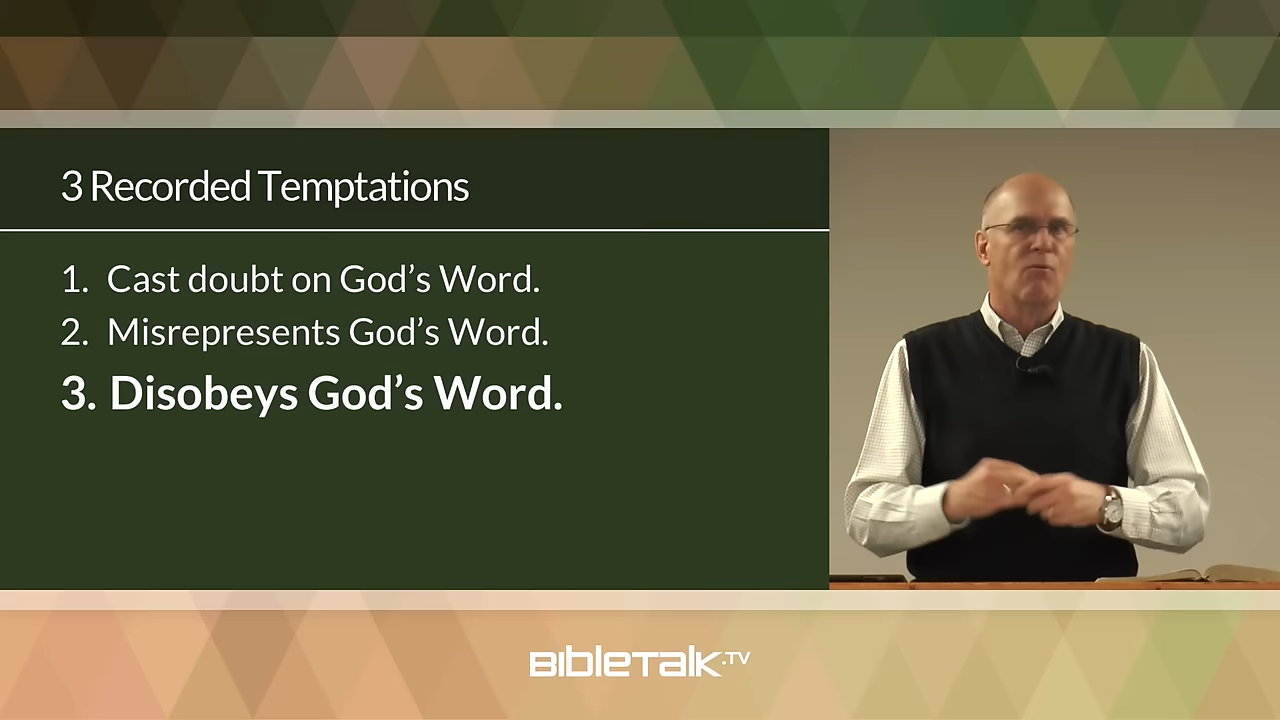 3 Recorded Temptations
1. Cast doubt on God’s Word.
2. Misrepresents God’s Word.
3. Disobeys God’s Word.
BibleTalk.TV